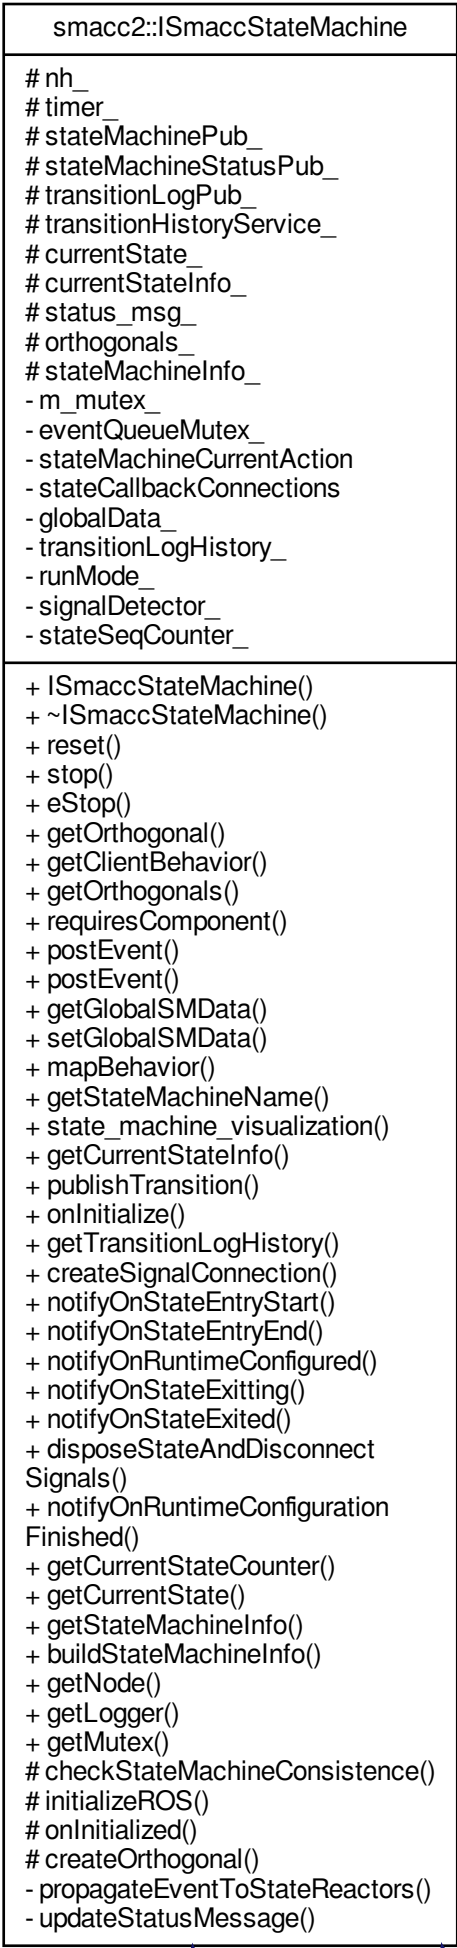 smacc2::ISmaccStateMachine
# nh_
# timer_
# stateMachinePub_
# stateMachineStatusPub_
# transitionLogPub_
# transitionHistoryService_
# currentState_
# currentStateInfo_
# status_msg_
# orthogonals_
# stateMachineInfo_
- m_mutex_
- eventQueueMutex_
- stateMachineCurrentAction
- stateCallbackConnections
- globalData_
- transitionLogHistory_
- runMode_
- signalDetector_
- stateSeqCounter_
+ ISmaccStateMachine()
+ ~ISmaccStateMachine()
+ reset()
+ stop()
+ eStop()
+ getOrthogonal()
+ getClientBehavior()
+ getOrthogonals()
+ requiresComponent()
+ postEvent()
+ postEvent()
+ getGlobalSMData()
+ setGlobalSMData()
+ mapBehavior()
+ getStateMachineName()
+ state_machine_visualization()
+ getCurrentStateInfo()
+ publishTransition()
+ onInitialize()
+ getTransitionLogHistory()
+ createSignalConnection()
+ notifyOnStateEntryStart()
+ notifyOnStateEntryEnd()
+ notifyOnRuntimeConfigured()
+ notifyOnStateExitting()
+ notifyOnStateExited()
+ disposeStateAndDisconnect
Signals()
+ notifyOnRuntimeConfiguration
Finished()
+ getCurrentStateCounter()
+ getCurrentState()
+ getStateMachineInfo()
+ buildStateMachineInfo()
+ getNode()
+ getLogger()
+ getMutex()
# checkStateMachineConsistence()
# initializeROS()
# onInitialized()
# createOrthogonal()
- propagateEventToStateReactors()
- updateStatusMessage()